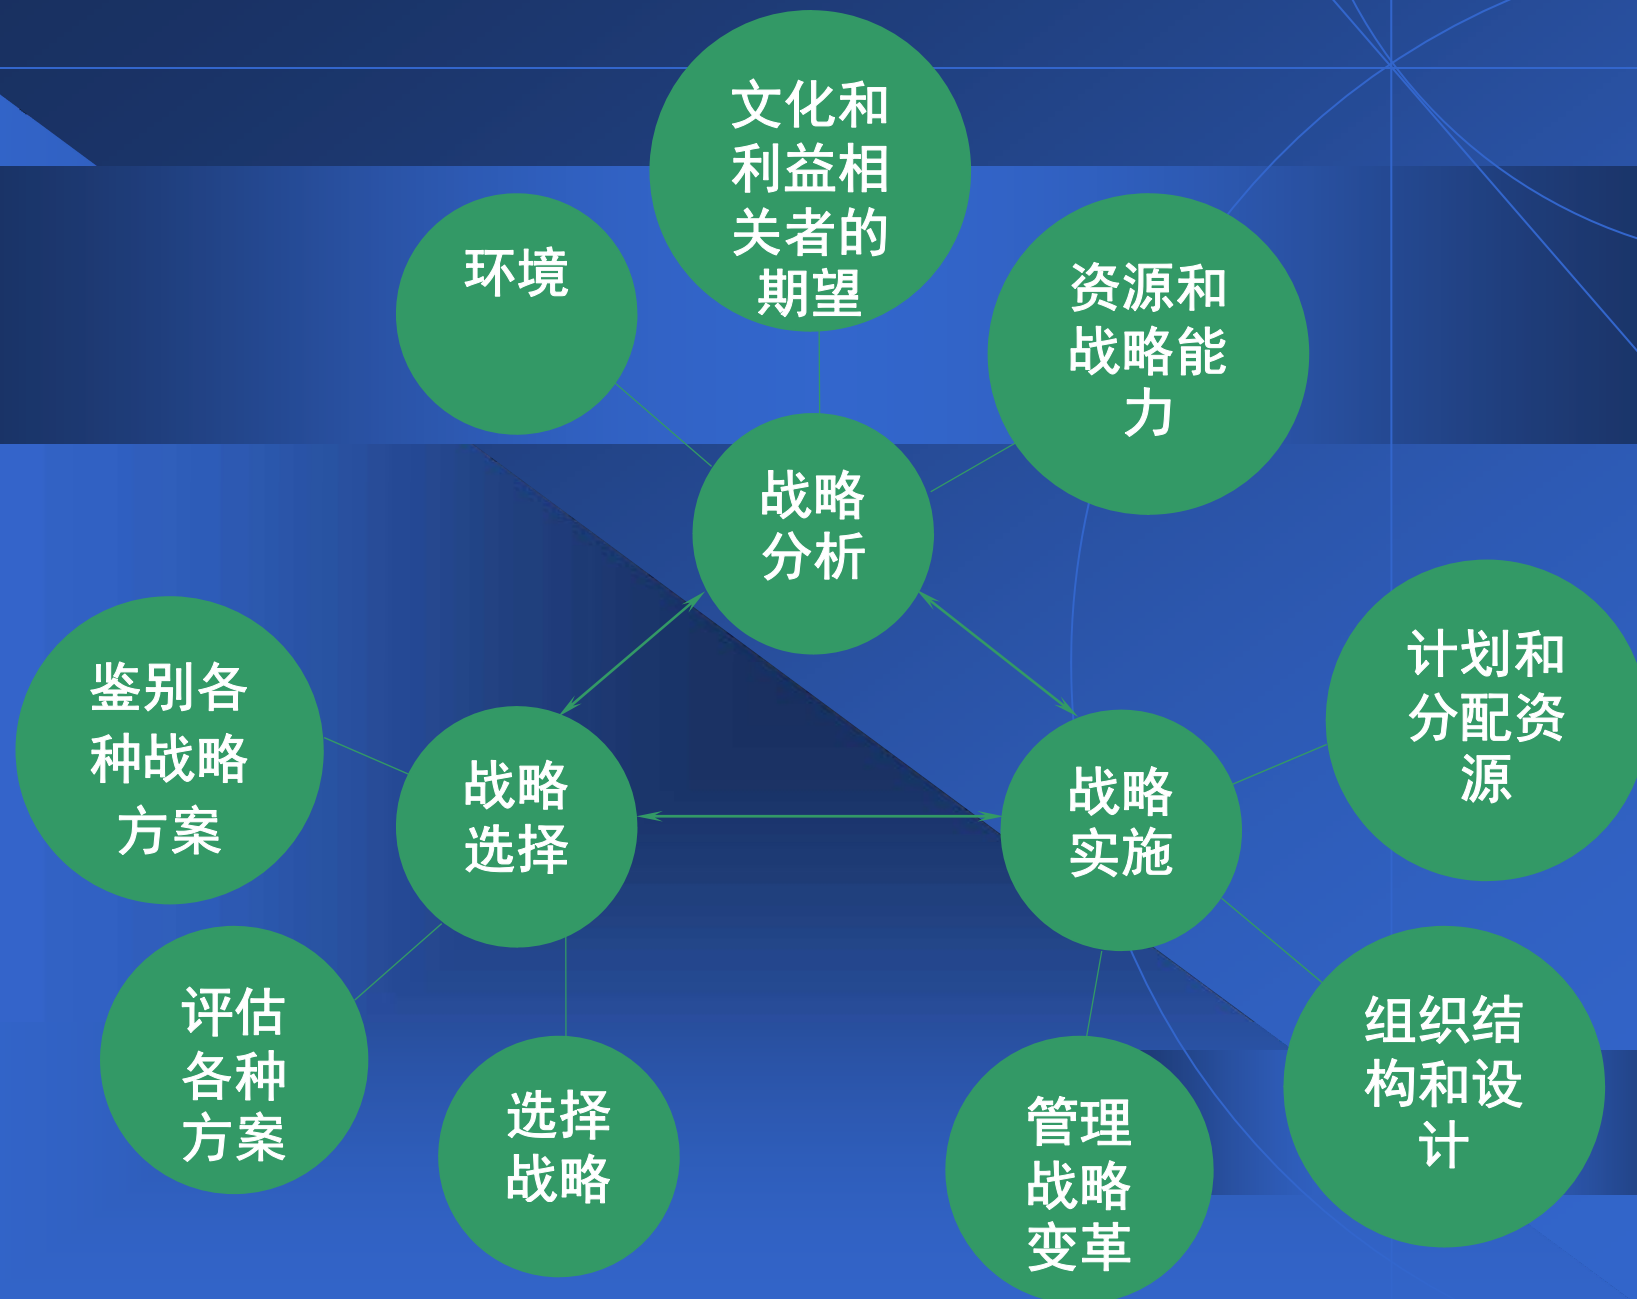 文化和
利益相
关者的
期望
环境
资源和
战略能
力
战略
分析
鉴别各
种战略
方案
战略
选择
战略
实施
计划和
分配资
源
评估
各种
方案
选择
战略
管理
战略
变革
组织结
构和设
计